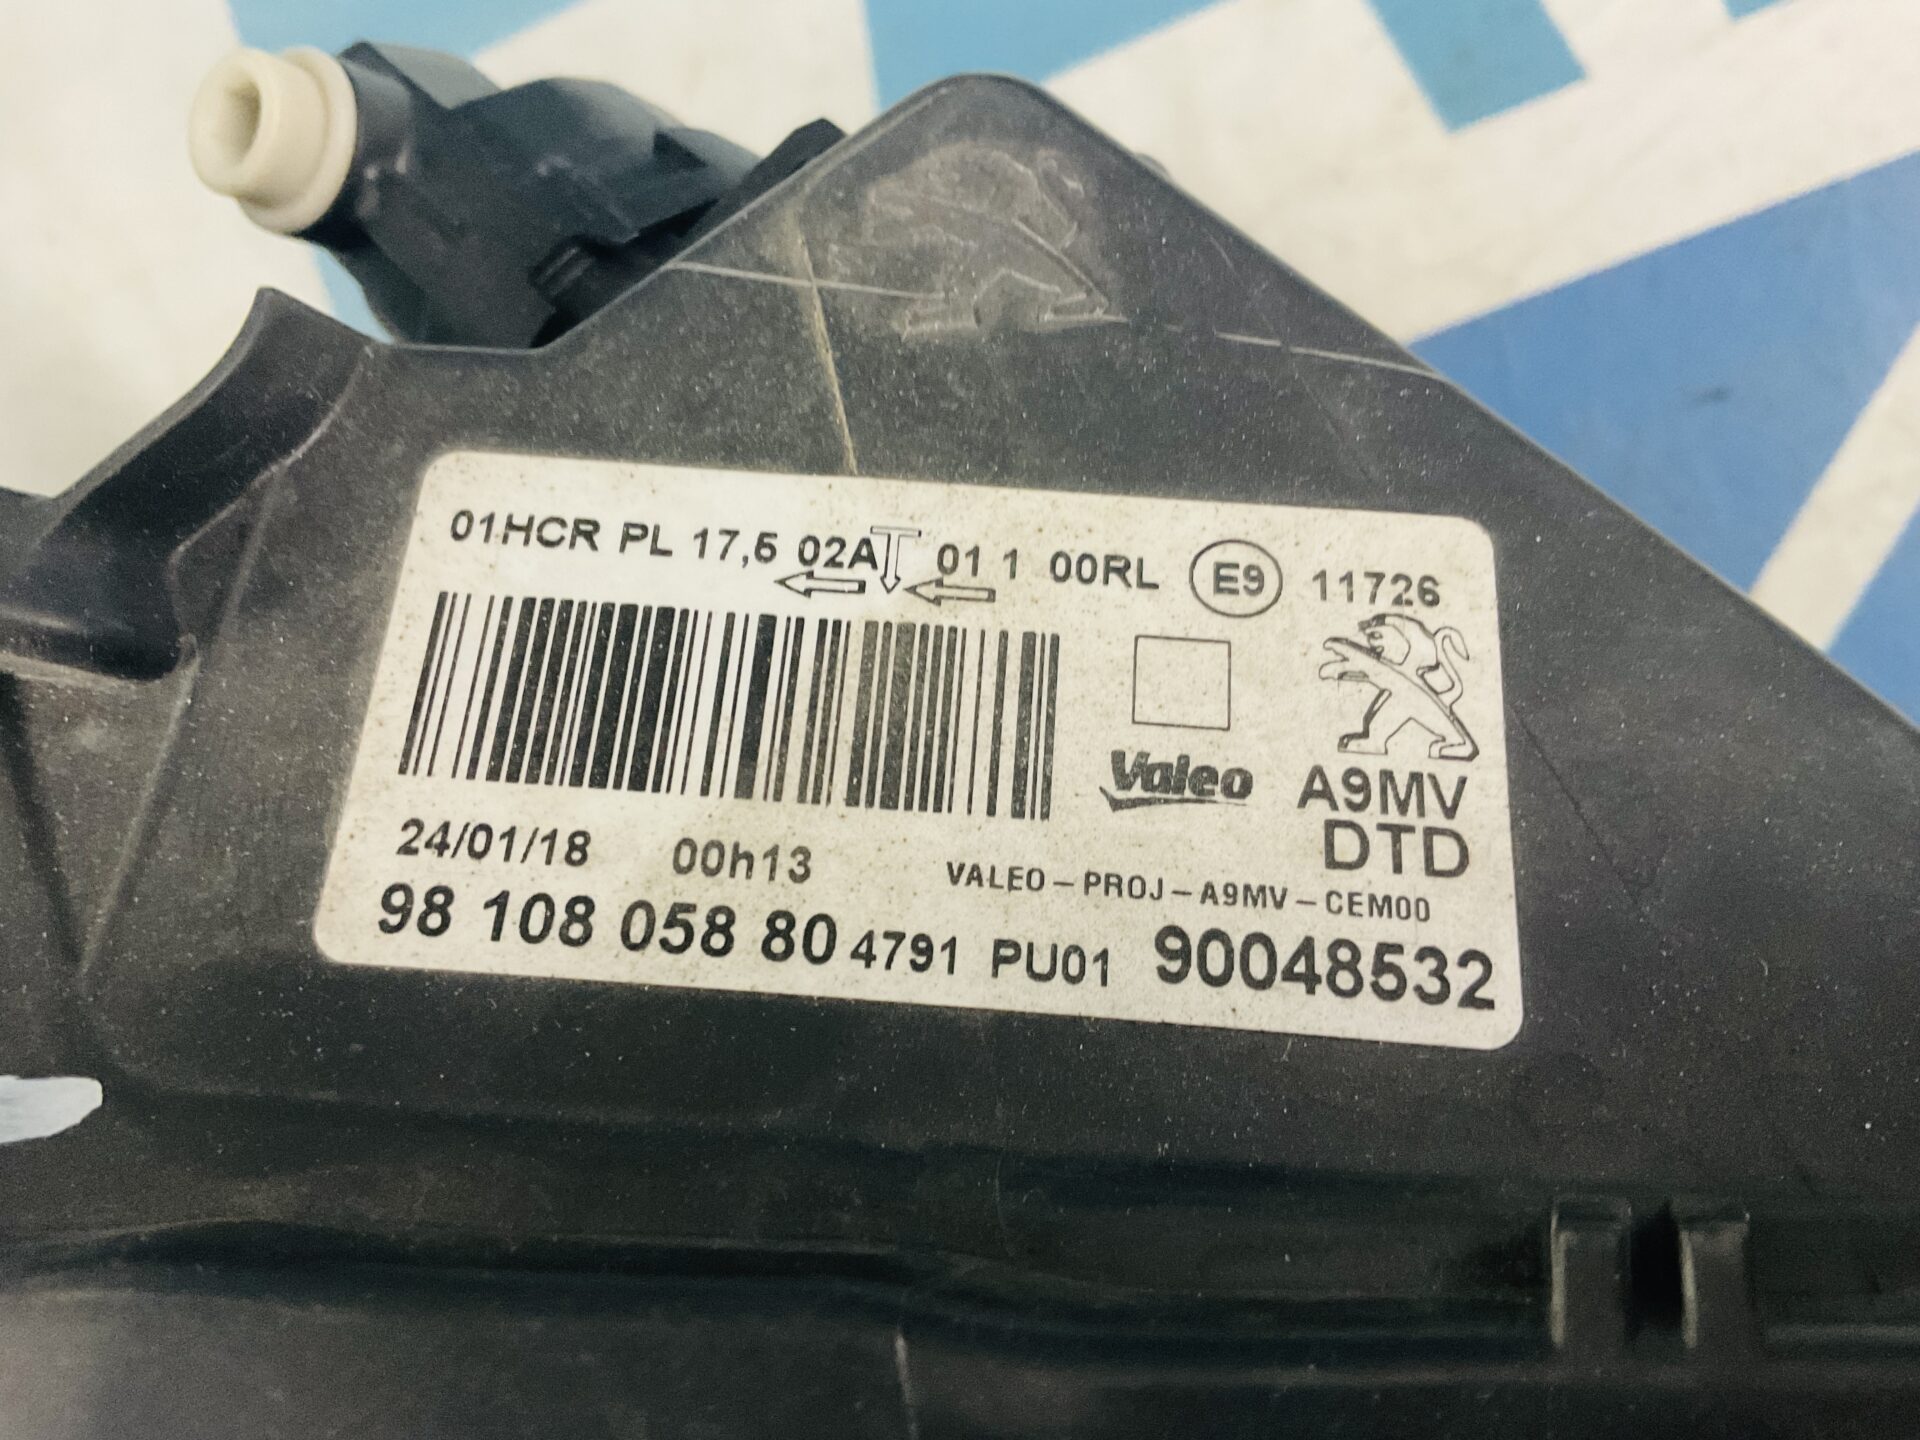 01HCR PL 17,5 02A 01 1 00RL E9 11726
Valeo
A9MV
DTD
24/01/18 00h13 VALEO-PROJ-A9MV-CEM00
98 108 058 80 4791 PU01 90048532